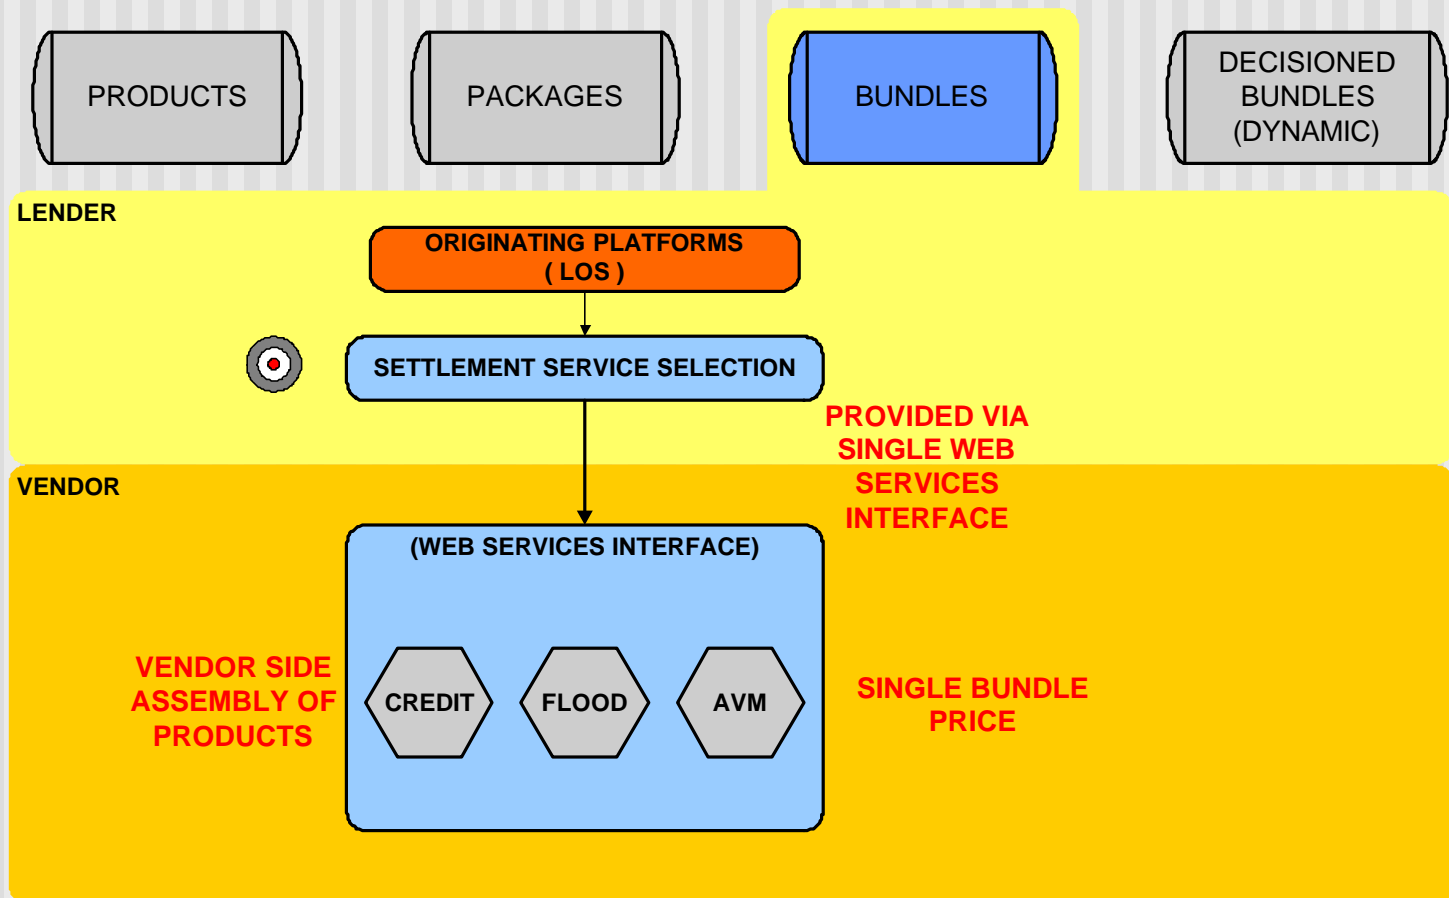 PRODUCTS
PACKAGES
BUNDLES
DECISIONED
BUNDLES
(DYNAMIC)
LENDER
ORIGINATING PLATFORMS
( LOS )
SETTLEMENT SERVICE SELECTION
PROVIDED VIA
SINGLE WEB
SERVICES
INTERFACE
VENDOR
(WEB SERVICES INTERFACE)
VENDOR SIDE
ASSEMBLY OF
PRODUCTS
CREDIT
FLOOD
AVM
SINGLE BUNDLE
PRICE